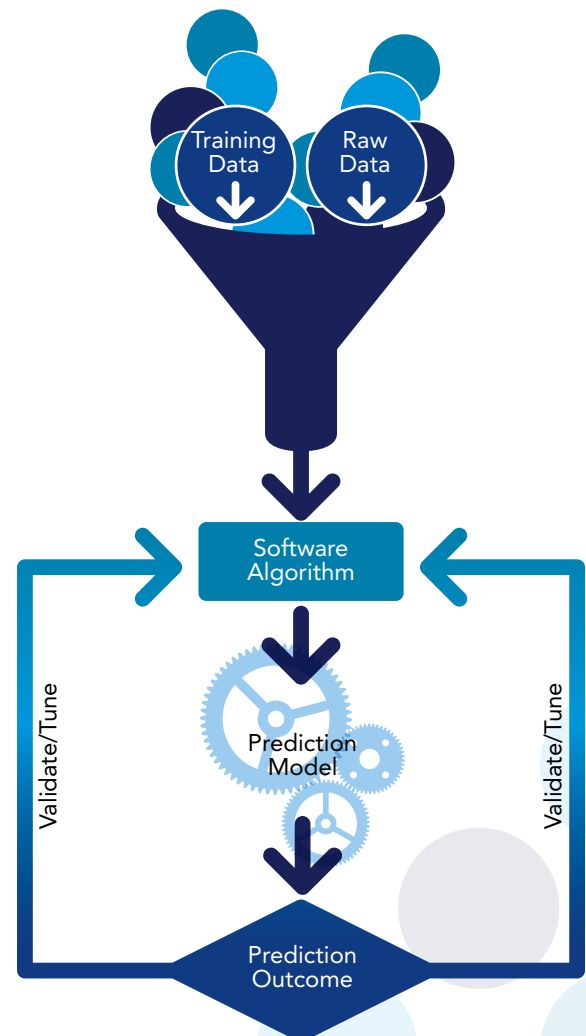 Training
Data
Raw
Data
Software
Algorithm
Validate/Tune
Prediction
Model
Validate/Tune
Prediction
Outcome